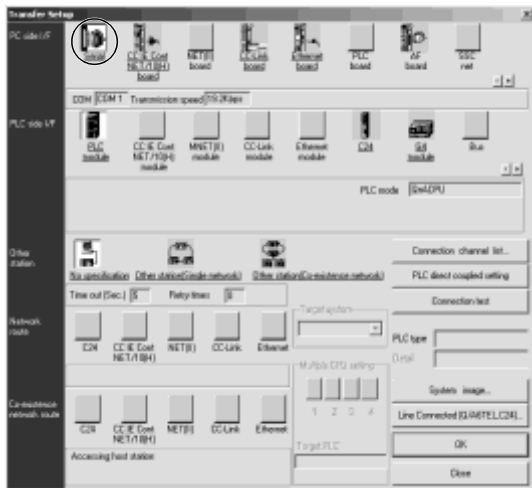 Transfer Setup
PC side I/F
Serial
CC IE Cont NET/10(H) board
NET(II) board
CC-Link board
Ethernet board
PLC board
AF board
SSC net
COM COM 1 Transmission speed 19.2Kbps
PLC side I/F
PLC module
CC IE Cont NET/10(H) module
MNET(II) module
CC-Link module
Ethernet module
C24
G4 module
Bus
PLC mode QnACPU
Other station
No specification
Other station(Single network)
Other station(Co-existence network)
Time out (Sec.) 5 Retry times 0
Connection channel list...
PLC direct coupled setting
Connection test
Target system
PLC type
Detail
Network route
C24
CC IE Cont NET/10(H)
NET(II)
CC-Link
Ethernet
Multiple CPU setting
1 2 3 4
Target PLC
System image...
Line Connected (Q/A6TEL,C24)...
Co-existence network route
C24
CC IE Cont NET/10(H)
NET(II)
CC-Link
Ethernet
Accessing host station
OK
Close